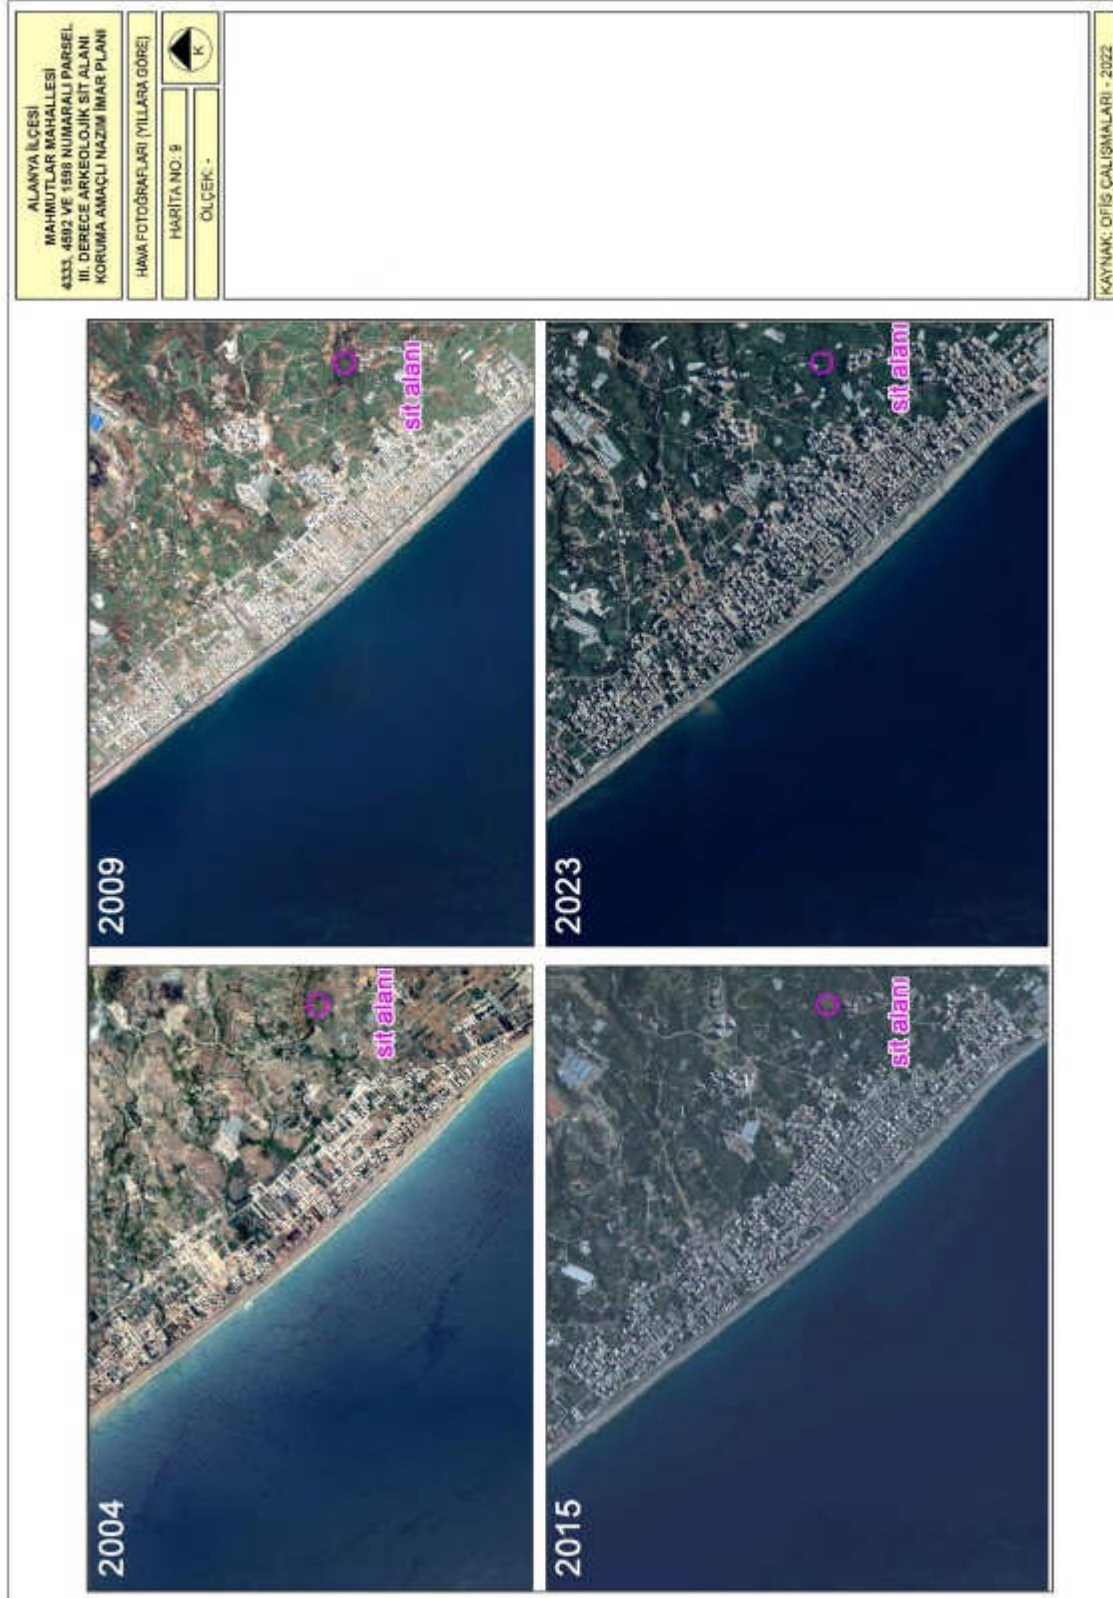 ALANYA İLÇESİ
MAHMUTLAR MAHALLESİ
4333, 4592 VE 1598 NUMARALI PARSEL
III. DERECE ARKEOLOJİK SİT ALANI
KORUMA AMAÇLI NAZIM İMAR PLANI
HAVA FOTOĞRAFLARI (YILLARA GÖRE)
HARİTA NO: 9
ÖLÇEK: -
K
2004
sit alanı
2009
sit alanı
2015
sit alanı
2023
sit alanı
KAYNAK: OFİS ÇALIŞMALARI - 2022